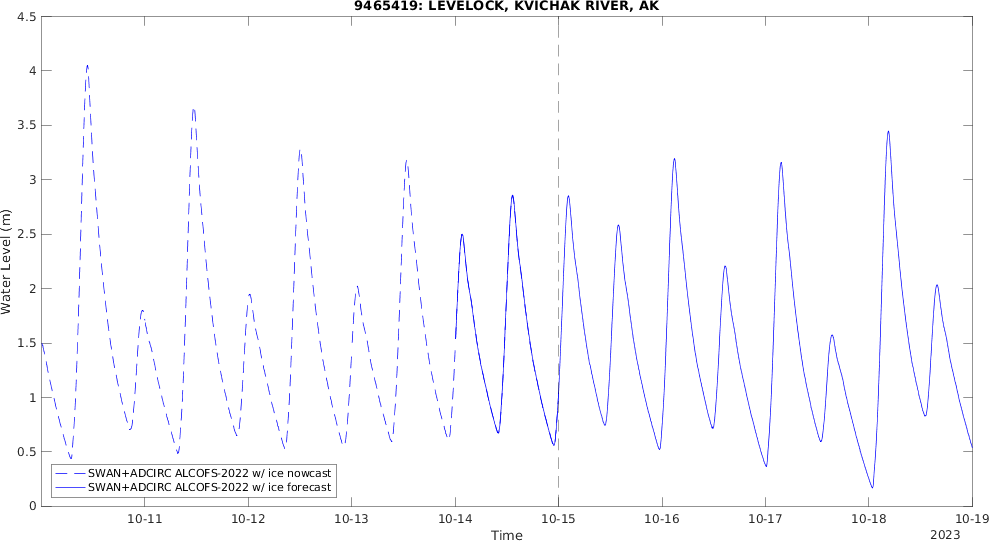 9465419: LEVELOCK, KVICHAK RIVER, AK
4.5
4
3.5
3
2.5
2
1.5
1
0.5
0
Water Level (m)
SWAN+ADCIRC ALCOFS-2022 w/ ice nowcast
SWAN+ADCIRC ALCOFS-2022 w/ ice forecast
10-11 10-12 10-13 10-14 10-15 10-16 10-17 10-18 10-19
Time
2023